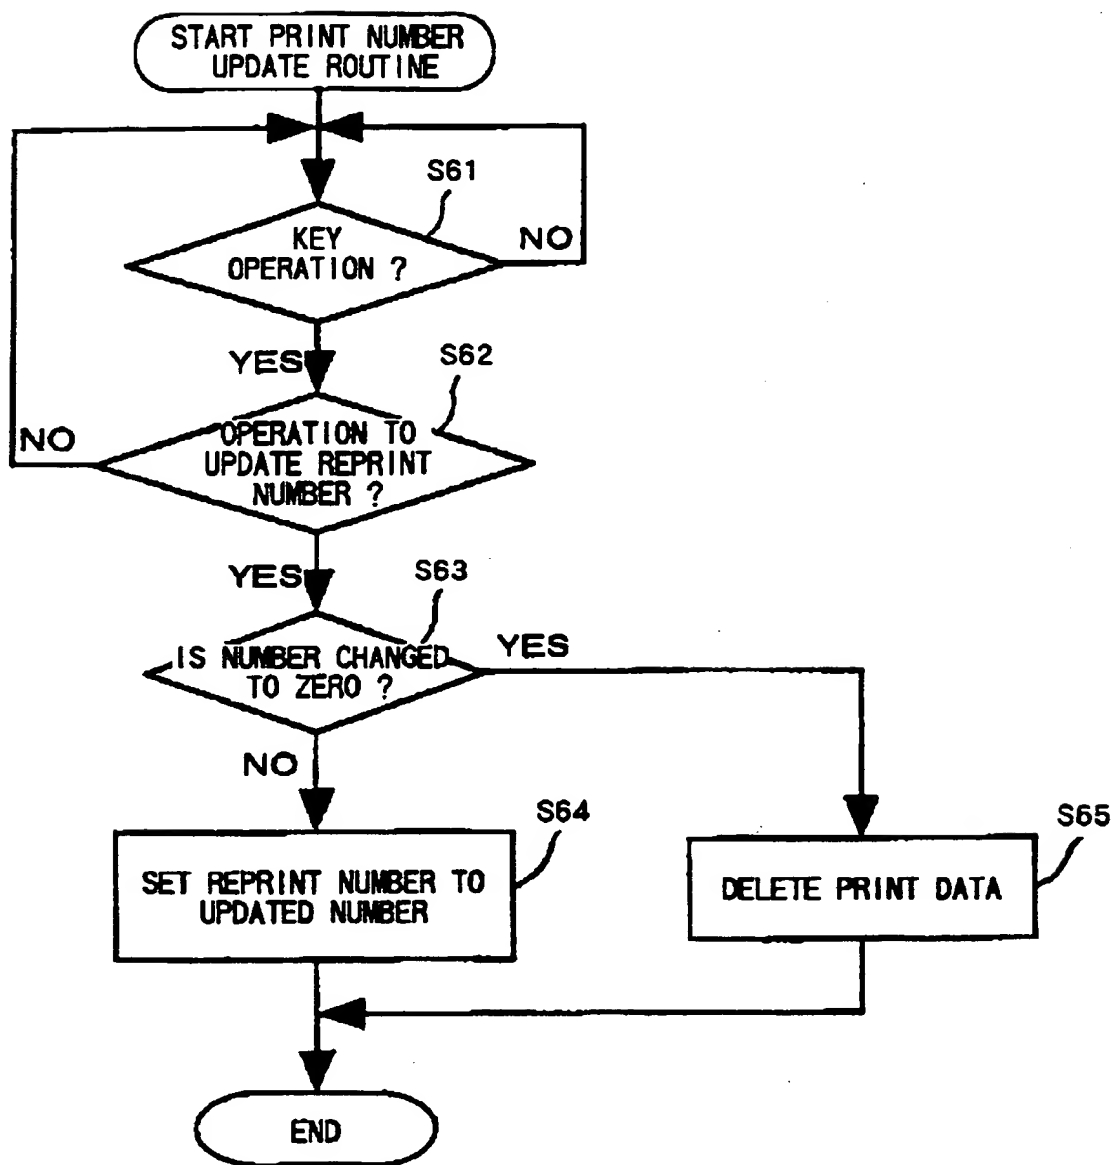 START PRINT NUMBER
UPDATE ROUTINE
S61
KEY
OPERATION ?
NO
YES
S62
OPERATION TO
UPDATE REPRINT
NUMBER ?
NO
YES
S63
IS NUMBER CHANGED
TO ZERO ?
YES
NO
S64
SET REPRINT NUMBER TO
UPDATED NUMBER
S65
DELETE PRINT DATA
END